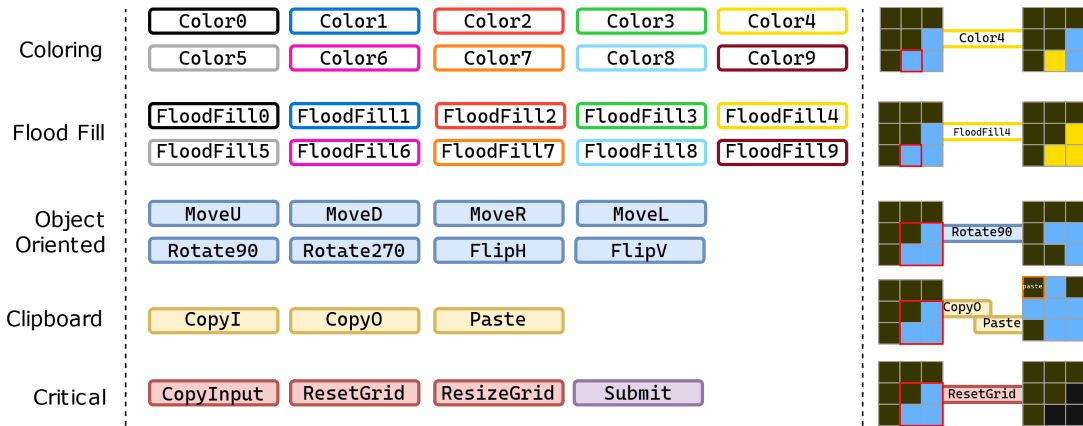 Coloring
Color0 Color1 Color2 Color3 Color4
Color5 Color6 Color7 Color8 Color9
Color4
Flood Fill
FloodFill0 FloodFill1 FloodFill2 FloodFill3 FloodFill4
FloodFill5 FloodFill6 FloodFill7 FloodFill8 FloodFill9
FloodFill4
Object
Oriented
MoveU MoveD MoveR MoveL
Rotate90 Rotate270 FlipH FlipV
Rotate90
Clipboard
CopyI CopyO Paste
CopyO
Paste
paste
Critical
CopyInput ResetGrid ResizeGrid Submit
ResetGrid